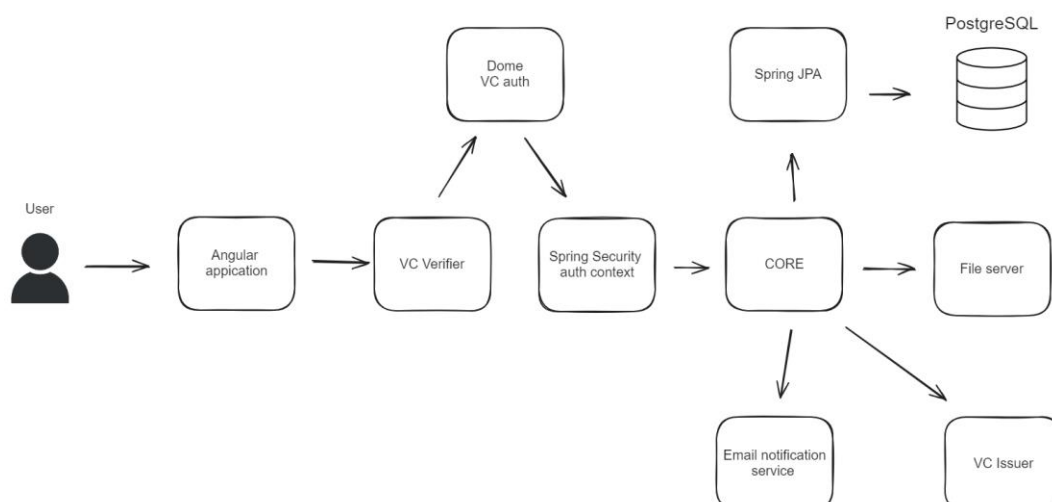 PostgreSQL
Dome
VC auth
Spring JPA
User
Angular
appication
VC Verifier
Spring Security
auth context
CORE
File server
Email notification
service
VC Issuer